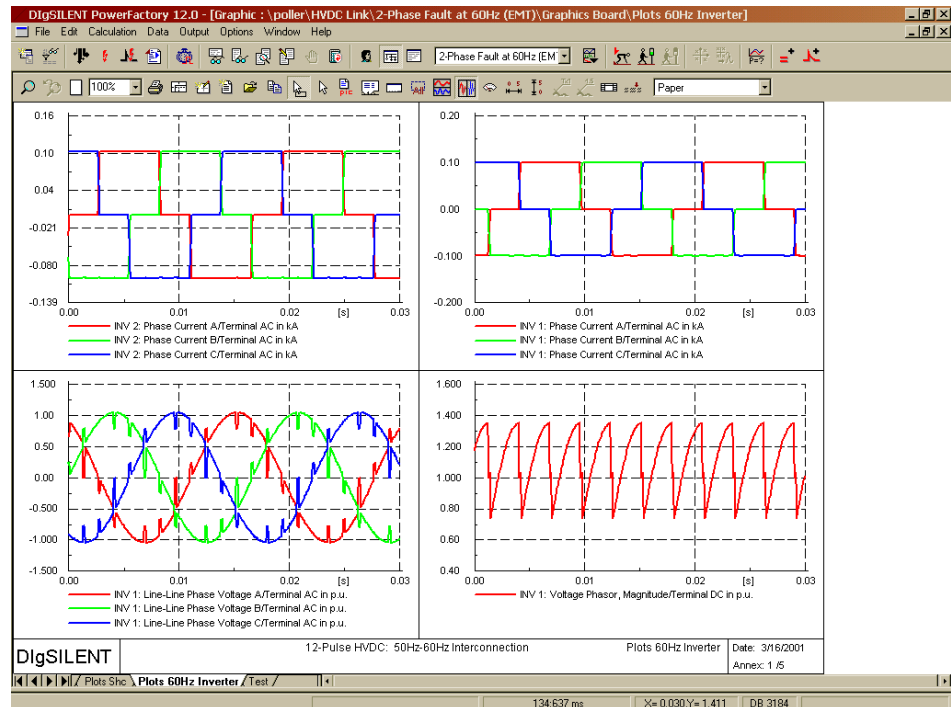 DIgSILENT PowerFactory 12.0 - [Graphic : \poller\HVDC Link\2-Phase Fault at 60Hz (EMT)\Graphics Board\Plots 60Hz Inverter]
File Edit Calculation Data Output Options Window Help
2-Phase Fault at 60Hz (EM
100% Paper
0.16
0.10
0.04
-0.021
-0.080
-0.139
0.00 0.01 0.02 [s] 0.03
INV 2: Phase Current A/Terminal AC in kA
INV 2: Phase Current B/Terminal AC in kA
INV 2: Phase Current C/Terminal AC in kA
0.20
0.10
0.00
-0.100
-0.200
0.00 0.01 0.02 [s] 0.03
INV 1: Phase Current A/Terminal AC in kA
INV 1: Phase Current B/Terminal AC in kA
INV 1: Phase Current C/Terminal AC in kA
1.500
1.00
0.50
0.00
-0.500
-1.000
-1.500
0.00 0.01 0.02 [s] 0.03
INV 1: Line-Line Phase Voltage A/Terminal AC in p.u.
INV 1: Line-Line Phase Voltage B/Terminal AC in p.u.
INV 1: Line-Line Phase Voltage C/Terminal AC in p.u.
1.600
1.400
1.200
1.000
0.80
0.60
0.40
0.00 0.01 0.02 [s] 0.03
INV 1: Voltage Phasor, Magnitude/Terminal DC in p.u.
DIgSILENT
12-Pulse HVDC: 50Hz-60Hz Interconnection
Plots 60Hz Inverter
Date: 3/16/2001
Annex: 1 /5
Plots Shc Plots 60Hz Inverter Test
134:637 ms X= 0.030,Y= 1.411 DB 3184